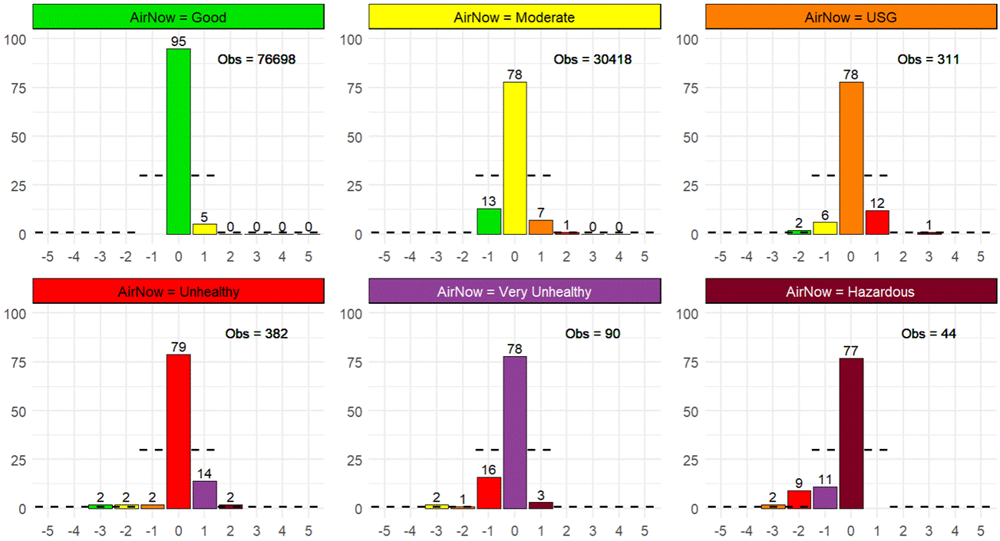 AirNow = Good
AirNow = Moderate
AirNow = USG
100
95
Obs = 76698
75
50
25
5
0 0 0 0
0
-5 -4 -3 -2 -1 0 1 2 3 4 5
100
Obs = 30418
78
75
50
25
13
7
1
0 0
0
-5 -4 -3 -2 -1 0 1 2 3 4 5
100
Obs = 311
78
75
50
25
2
6
12
1
0
-5 -4 -3 -2 -1 0 1 2 3 4 5
AirNow = Unhealthy
AirNow = Very Unhealthy
AirNow = Hazardous
100
Obs = 382
79
75
50
25
2 2 2
14
2
0
-5 -4 -3 -2 -1 0 1 2 3 4 5
100
Obs = 90
78
75
50
25
2
1
16
3
0
-5 -4 -3 -2 -1 0 1 2 3 4 5
100
Obs = 44
77
75
50
25
2
9
11
0
-5 -4 -3 -2 -1 0 1 2 3 4 5